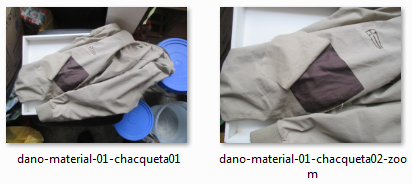 dano-material-01-chacqueta01
dano-material-01-chacqueta02-zoo
m